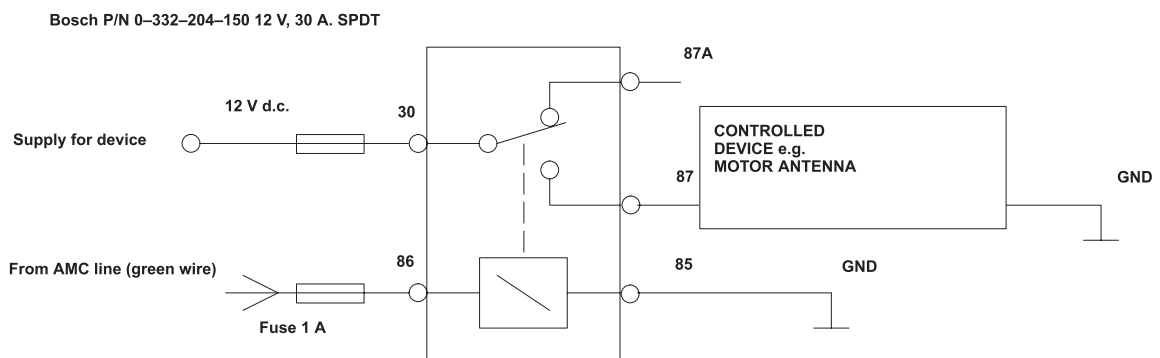 Bosch P/N 0–332–204–150 12 V, 30 A. SPDT
87A
12 V d.c.
30
Supply for device
CONTROLLED
DEVICE e.g.
MOTOR ANTENNA
87
GND
From AMC line (green wire)
86
85
GND
Fuse 1 A